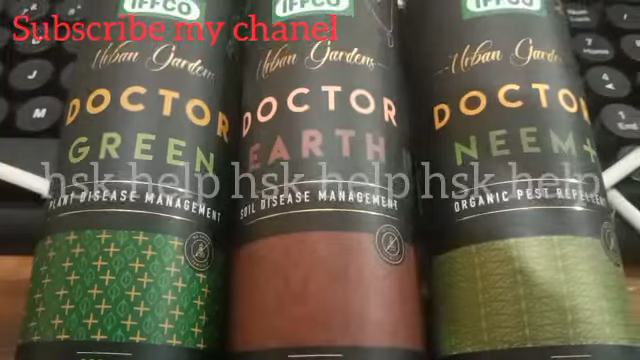 Subscribe my chanel
IFFCO
IFFCO
IFFCO
Urban Gardens
Urban Gardens
Urban Gardens
DOCTOR
GREEN
DOCTOR
EARTH
DOCTOR
NEEM+
hsk help hsk help hsk help
PLANT DISEASE MANAGEMENT
SOIL DISEASE MANAGEMENT
ORGANIC PEST REPELLENT